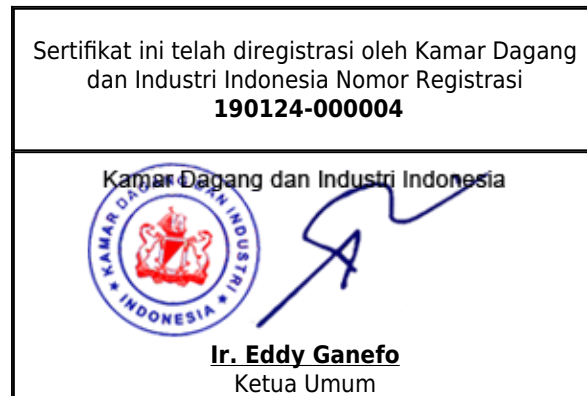 Sertifikat ini telah diregistrasi oleh Kamar Dagang
dan Industri Indonesia Nomor Registrasi
190124-000004
Kamar Dagang dan Industri Indonesia
KAMAR DAGANG DAN INDUSTRI
INDONESIA
Ir. Eddy Ganefo
Ketua Umum